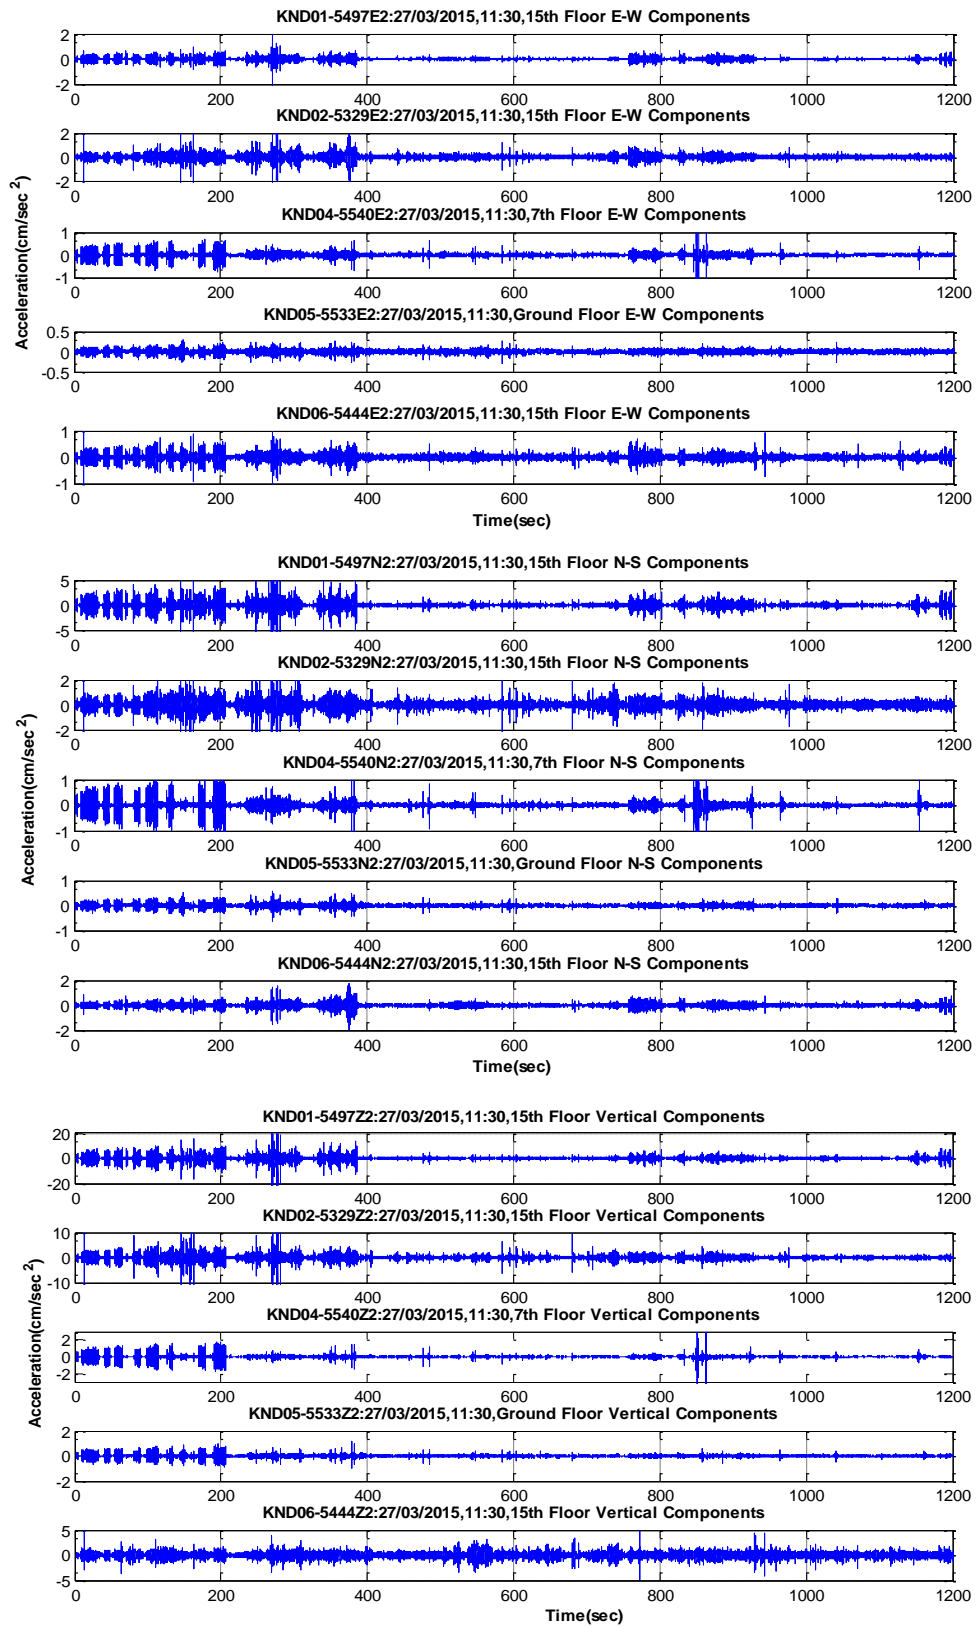 KND01-5497E2:27/03/2015,11:30,15th Floor E-W Components
2
0
-2
0 200 400 600 800 1000 1200
KND02-5329E2:27/03/2015,11:30,15th Floor E-W Components
2
0
-2
0 200 400 600 800 1000 1200
KND04-5540E2:27/03/2015,11:30,7th Floor E-W Components
1
0
-1
0 200 400 600 800 1000 1200
Acceleration(cm/sec 2)
KND05-5533E2:27/03/2015,11:30,Ground Floor E-W Components
0.5
0
-0.5
0 200 400 600 800 1000 1200
KND06-5444E2:27/03/2015,11:30,15th Floor E-W Components
1
0
-1
0 200 400 600 800 1000 1200
Time(sec)
KND01-5497N2:27/03/2015,11:30,15th Floor N-S Components
5
0
-5
0 200 400 600 800 1000 1200
KND02-5329N2:27/03/2015,11:30,15th Floor N-S Components
2
0
-2
0 200 400 600 800 1000 1200
KND04-5540N2:27/03/2015,11:30,7th Floor N-S Components
1
0
-1
0 200 400 600 800 1000 1200
Acceleration(cm/sec 2)
KND05-5533N2:27/03/2015,11:30,Ground Floor N-S Components
1
0
-1
0 200 400 600 800 1000 1200
KND06-5444N2:27/03/2015,11:30,15th Floor N-S Components
2
0
-2
0 200 400 600 800 1000 1200
Time(sec)
KND01-5497Z2:27/03/2015,11:30,15th Floor Vertical Components
20
0
-20
0 200 400 600 800 1000 1200
KND02-5329Z2:27/03/2015,11:30,15th Floor Vertical Components
10
0
-10
0 200 400 600 800 1000 1200
KND04-5540Z2:27/03/2015,11:30,7th Floor Vertical Components
2
0
-2
0 200 400 600 800 1000 1200
Acceleration(cm/sec 2)
KND05-5533Z2:27/03/2015,11:30,Ground Floor Vertical Components
2
0
-2
0 200 400 600 800 1000 1200
KND06-5444Z2:27/03/2015,11:30,15th Floor Vertical Components
5
0
-5
0 200 400 600 800 1000 1200
Time(sec)